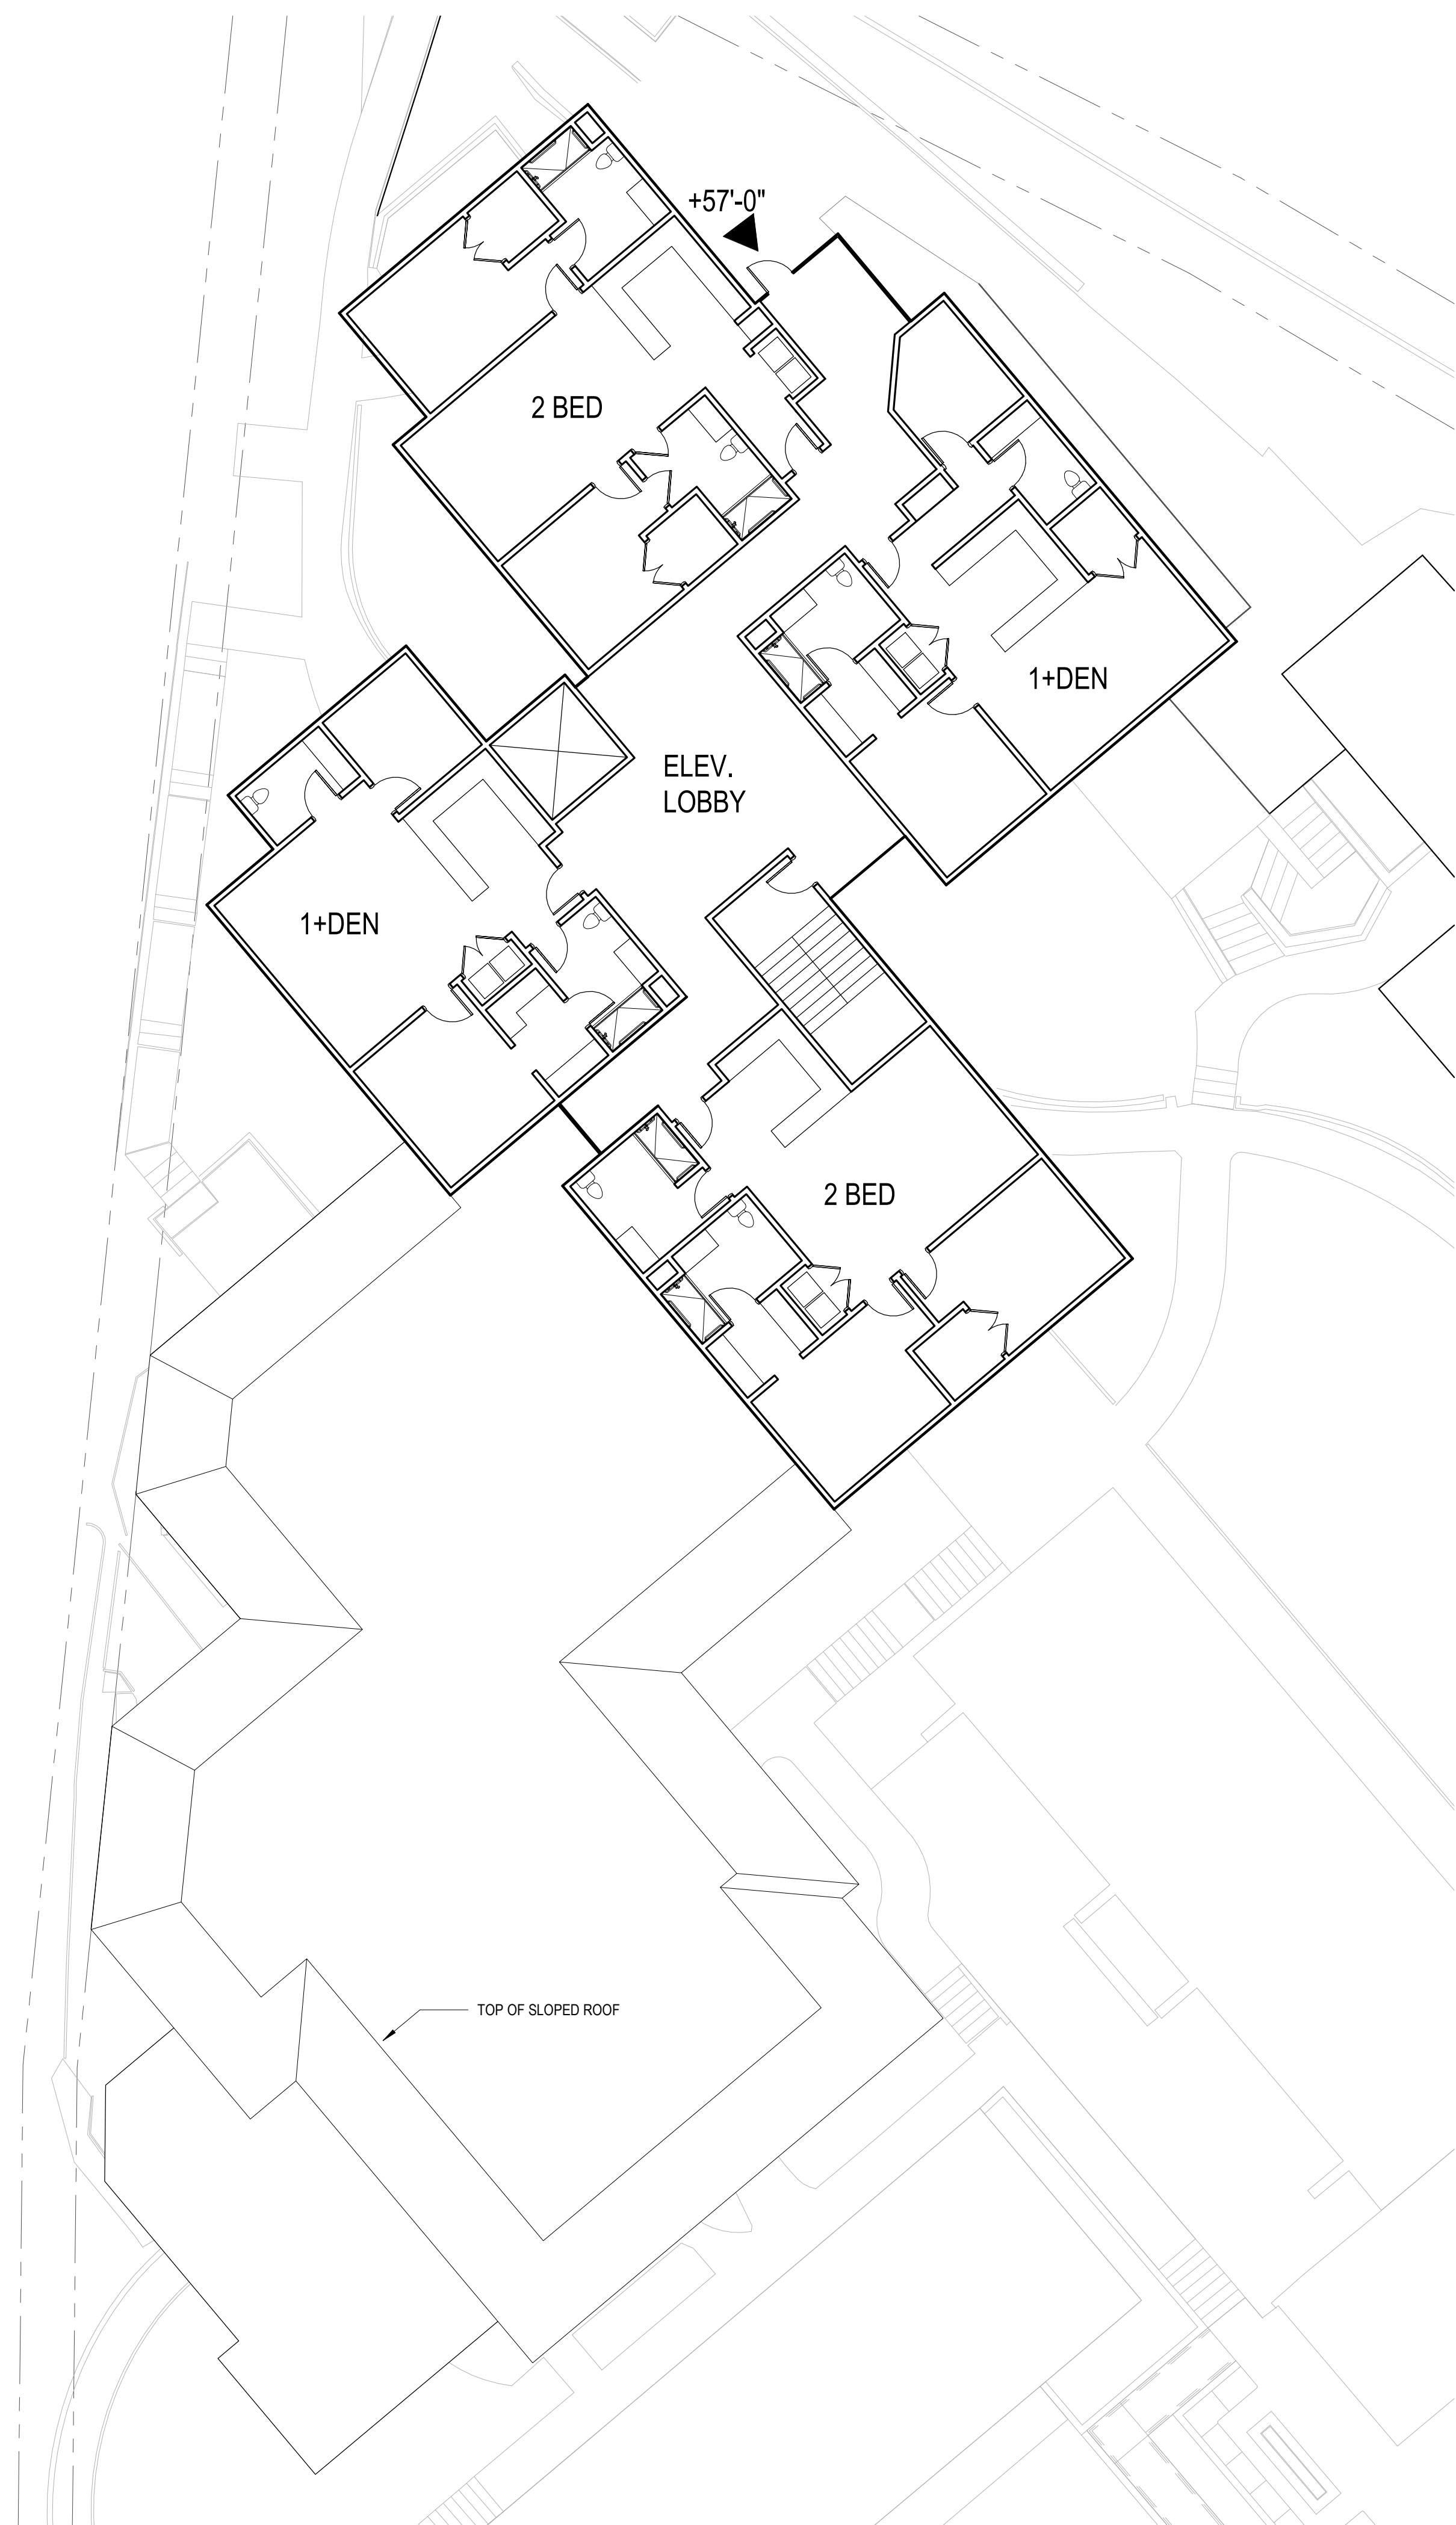 +57'-0"
2 BED
1+DEN
ELEV.
LOBBY
1+DEN
2 BED
TOP OF SLOPED ROOF